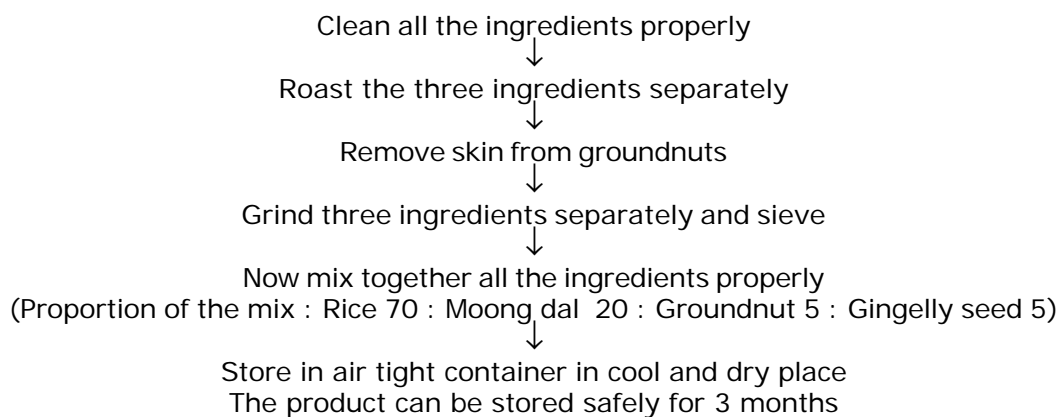 Clean all the ingredients properly
↓
Roast the three ingredients separately
↓
Remove skin from groundnuts
↓
Grind three ingredients separately and sieve
↓
Now mix together all the ingredients properly
(Proportion of the mix : Rice 70 : Moong dal 20 : Groundnut 5 : Gingelly seed 5)
↓
Store in air tight container in cool and dry place
The product can be stored safely for 3 months